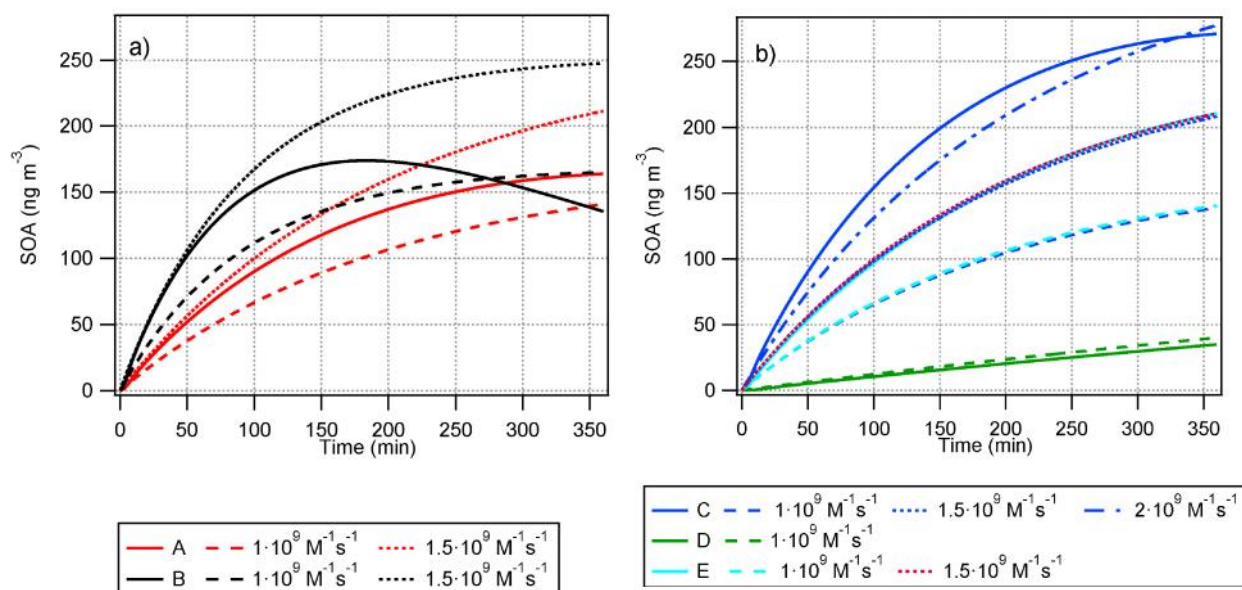 a)
250
200
150
100
50
0
SOA (ng m⁻³)
0 50 100 150 200 250 300 350
Time (min)
A 1·10⁹ M⁻¹s⁻¹ 1.5·10⁹ M⁻¹s⁻¹
B 1·10⁹ M⁻¹s⁻¹ 1.5·10⁹ M⁻¹s⁻¹
b)
250
200
150
100
50
0
SOA (ng m⁻³)
0 50 100 150 200 250 300 350
Time (min)
C 1·10⁹ M⁻¹s⁻¹ 1.5·10⁹ M⁻¹s⁻¹ 2·10⁹ M⁻¹s⁻¹
D 1·10⁹ M⁻¹s⁻¹
E 1·10⁹ M⁻¹s⁻¹ 1.5·10⁹ M⁻¹s⁻¹